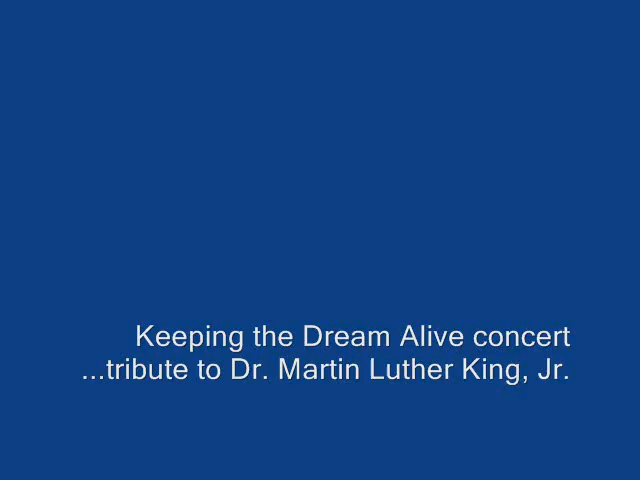 Keeping the Dream Alive concert
...tribute to Dr. Martin Luther King, Jr.